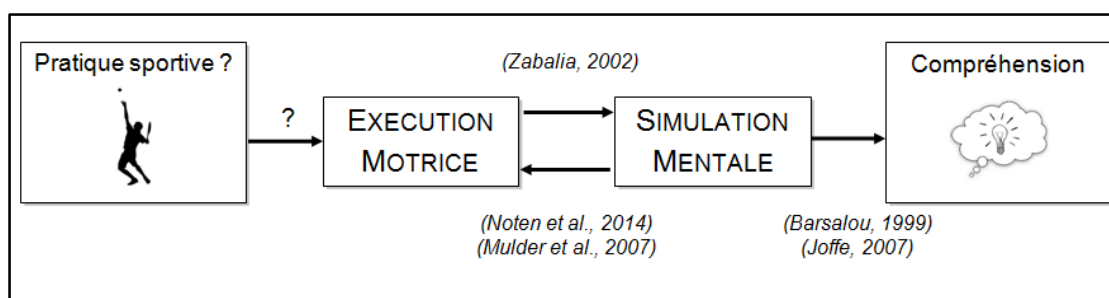 Pratique sportive ?
?
EXECUTION
MOTRICE
(Zabalia, 2002)
SIMULATION
MENTALE
Compréhension
(Noten et al., 2014)
(Mulder et al., 2007)
(Barsalou, 1999)
(Joffe, 2007)